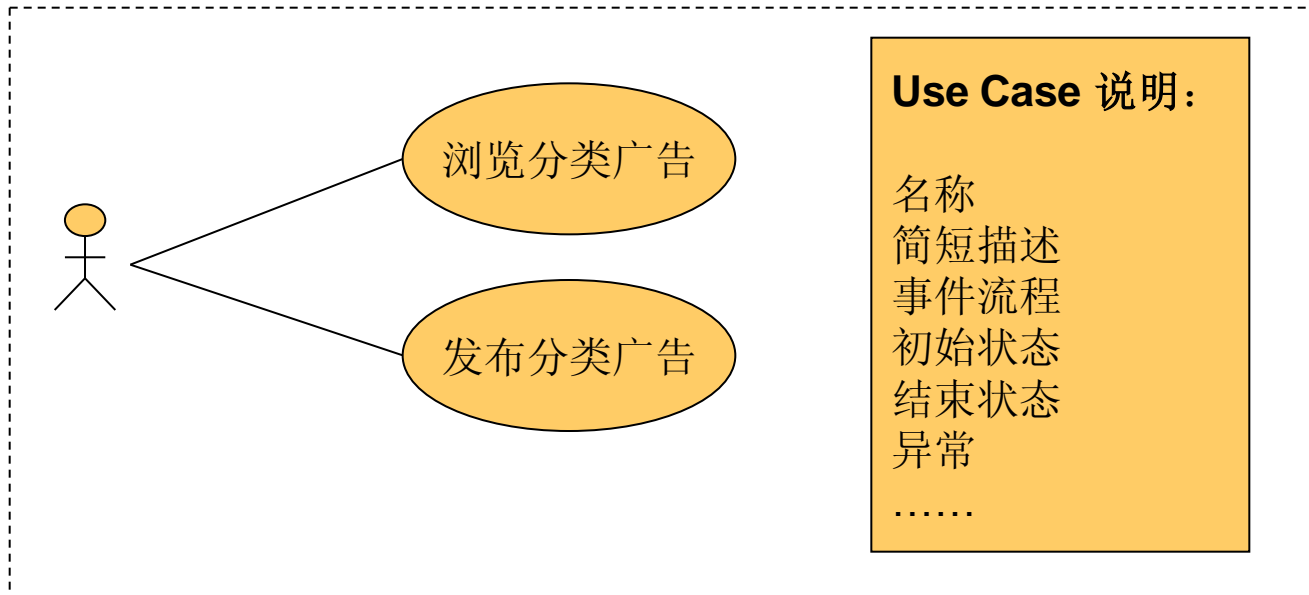 浏览分类广告
发布分类广告
Use Case 说明：
名称
简短描述
事件流程
初始状态
结束状态
异常
……